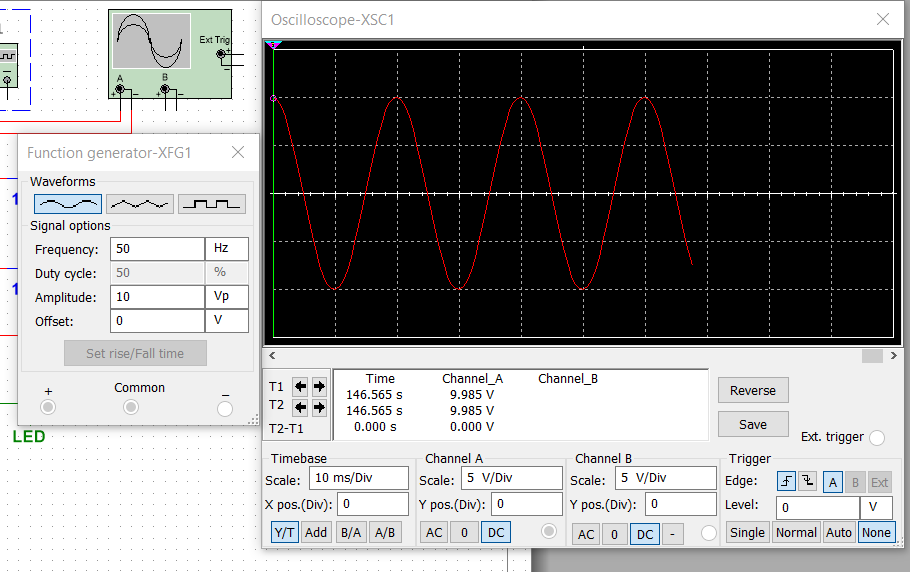 Oscilloscope-XSC1
Ext Trig
+
−
A
B
+ − + −
Function generator-XFG1
Waveforms
Signal options
Frequency: 50 Hz
Duty cycle: 50 %
Amplitude: 10 Vp
Offset: 0 V
Set rise/Fall time
+ Common −
LED
1
1
Time Channel_A Channel_B
T1 146.565 s 9.985 V
T2 146.565 s 9.985 V
T2-T1 0.000 s 0.000 V
Reverse
Save
Ext. trigger
Timebase
Scale: 10 ms/Div
X pos.(Div): 0
Y/T Add B/A A/B
Channel A
Scale: 5 V/Div
Y pos.(Div): 0
AC 0 DC
Channel B
Scale: 5 V/Div
Y pos.(Div): 0
AC 0 DC -
Trigger
Edge: A B Ext
Level: 0 V
Single Normal Auto None